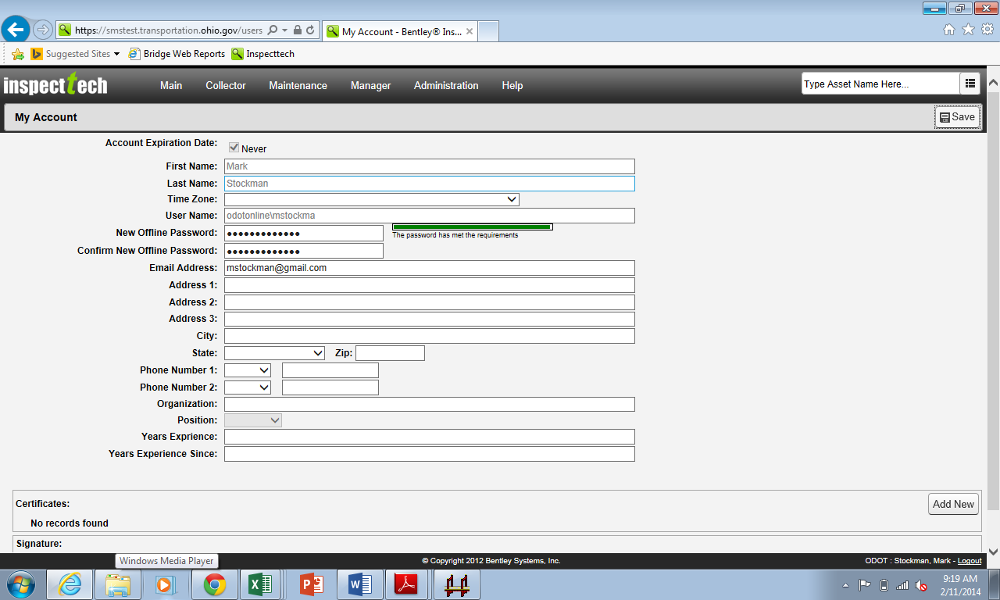 https://smstest.transportation.ohio.gov/users
My Account - Bentley® Ins...
Suggested Sites
Bridge Web Reports
Inspecttech
inspecttech
Main
Collector
Maintenance
Manager
Administration
Help
Type Asset Name Here...
My Account
Save
Account Expiration Date:
Never
First Name: Mark
Last Name: Stockman
Time Zone:
User Name: odotonline\mstockma
New Offline Password: ●●●●●●●●●●●●●
The password has met the requirements
Confirm New Offline Password: ●●●●●●●●●●●●●
Email Address: mstockman@gmail.com
Address 1:
Address 2:
Address 3:
City:
State:
Zip:
Phone Number 1:
Phone Number 2:
Organization:
Position:
Years Exprience:
Years Experience Since:
Certificates:
Add New
No records found
Signature:
Windows Media Player
© Copyright 2012 Bentley Systems, Inc.
ODOT : Stockman, Mark - Logout
9:19 AM
2/11/2014